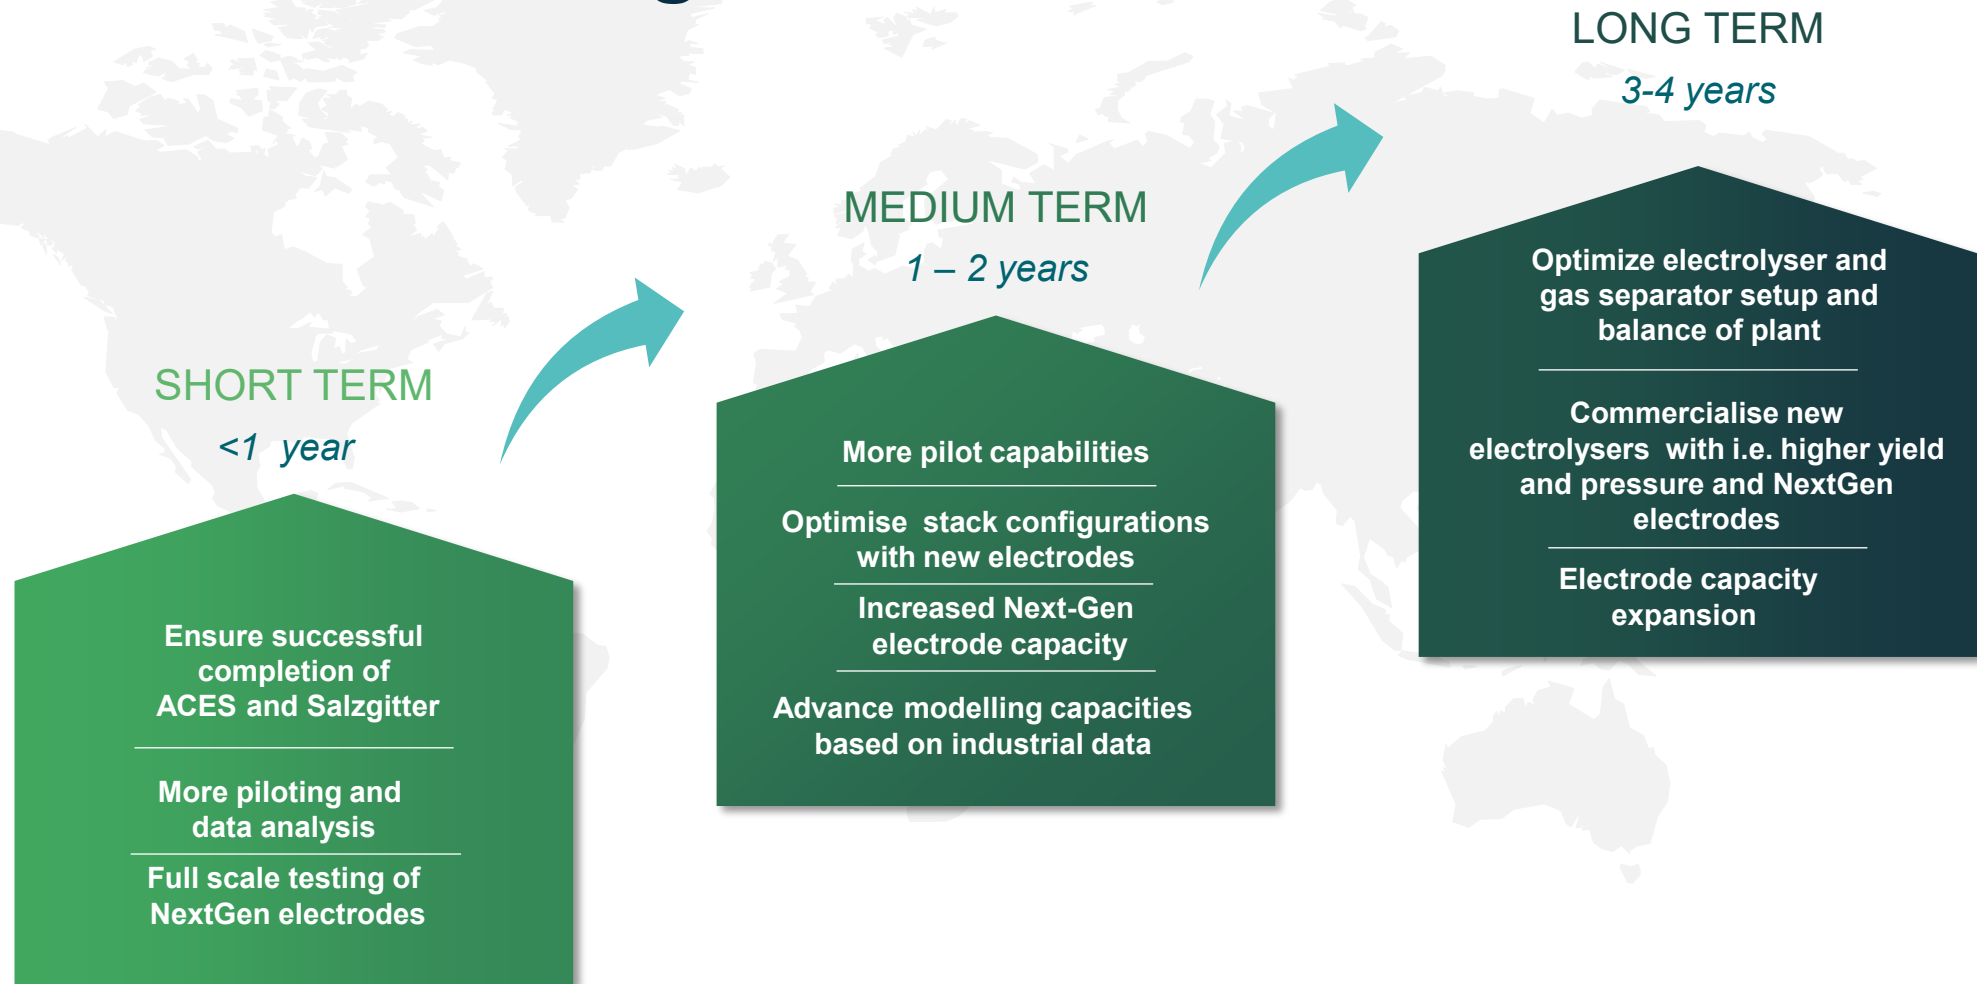 SHORT TERM
<1 year
Ensure successful
completion of
ACES and Salzgitter
More piloting and
data analysis
Full scale testing of
NextGen electrodes
MEDIUM TERM
1 – 2 years
More pilot capabilities
Optimise stack configurations
with new electrodes
Increased Next-Gen
electrode capacity
Advance modelling capacities
based on industrial data
LONG TERM
3-4 years
Optimize electrolyser and
gas separator setup and
balance of plant
Commercialise new
electrolysers with i.e. higher yield
and pressure and NextGen
electrodes
Electrode capacity
expansion